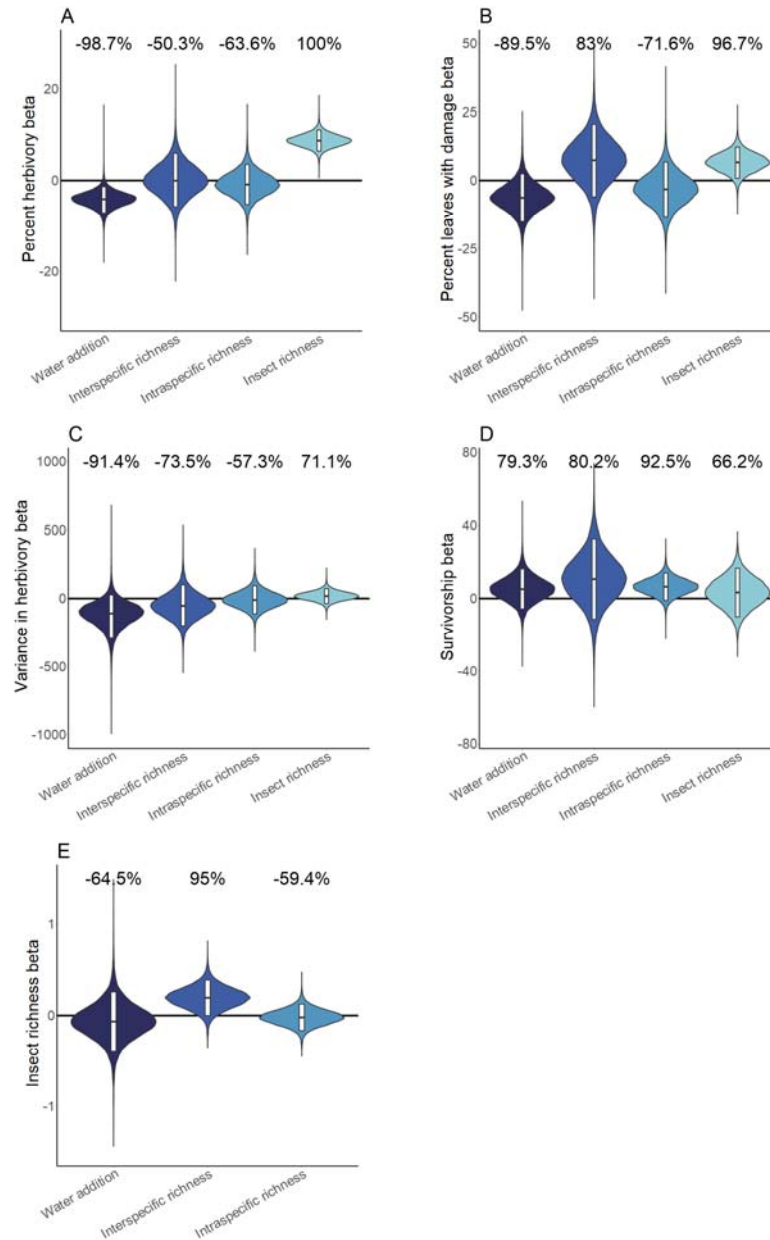 A
-98.7% -50.3% -63.6% 100%
Percent herbivory beta
20
0
-20
Water addition
Interspecific richness
Intraspecific richness
Insect richness
B
-89.5% 83% -71.6% 96.7%
Percent leaves with damage beta
50
25
0
-25
-50
Water addition
Interspecific richness
Intraspecific richness
Insect richness
C
-91.4% -73.5% -57.3% 71.1%
Variance in herbivory beta
1000
500
0
-500
-1000
Water addition
Interspecific richness
Intraspecific richness
Insect richness
D
79.3% 80.2% 92.5% 66.2%
Survivorship beta
80
40
0
-40
-80
Water addition
Interspecific richness
Intraspecific richness
Insect richness
E
-64.5% 95% -59.4%
Insect richness beta
1
0
-1
Water addition
Interspecific richness
Intraspecific richness